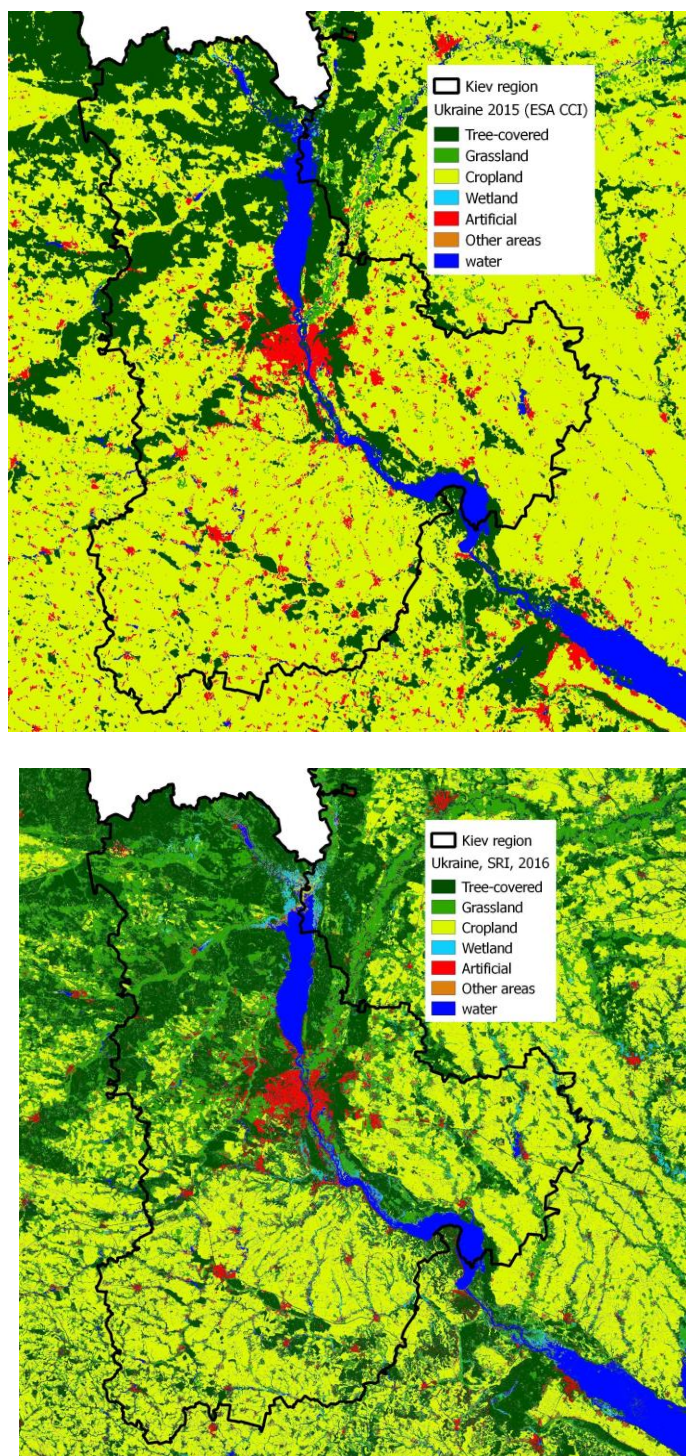 Kiev region
Ukraine 2015 (ESA CCI)
Tree-covered
Grassland
Cropland
Wetland
Artificial
Other areas
water
Kiev region
Ukraine, SRI, 2016
Tree-covered
Grassland
Cropland
Wetland
Artificial
Other areas
water